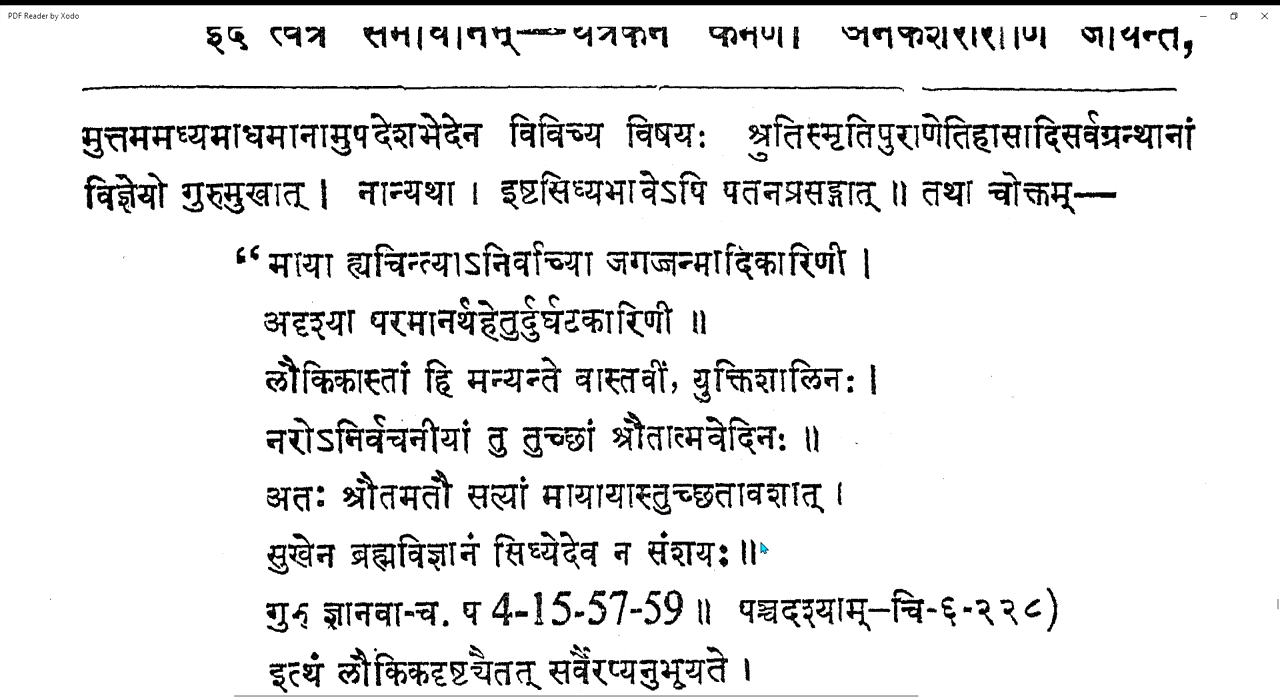 PDF Reader by Xodo
मुत्तममध्यमाधमानामुपदेशभेदेन विविच्य विषयः श्रुतिस्मृतिपुराणेतिहासादिसर्वग्रन्थानां
विज्ञेयो गुरुमुखात् । नान्यथा । इष्टसिध्यभावेऽपि पतनप्रसङ्गात् ॥ तथा चोक्तम्—
“ माया ह्यचिन्त्याऽनिर्वाच्या जगज्जन्मादिकारिणी ।
अदृश्या परमानर्थहेतुर्दुर्घटकारिणी ॥
लौकिकास्तां हि मन्यन्ते वास्तवीं, युक्तिशालिनः ।
नरोऽनिर्वचनीयां तु तुच्छां श्रौतात्मवेदिनः ॥
अतः श्रौतमतौ सत्यां मायायास्तुच्छतावशात् ।
सुखेन ब्रह्मविज्ञानं सिध्येदेव न संशयः ॥
ज्ञानवा-च. प 4-15-57-59 ॥ पञ्चदश्याम्—चि-६-२२८)
इत्थं लौकिकदृष्टचैतत् सर्वैरप्यनुभूयते ।